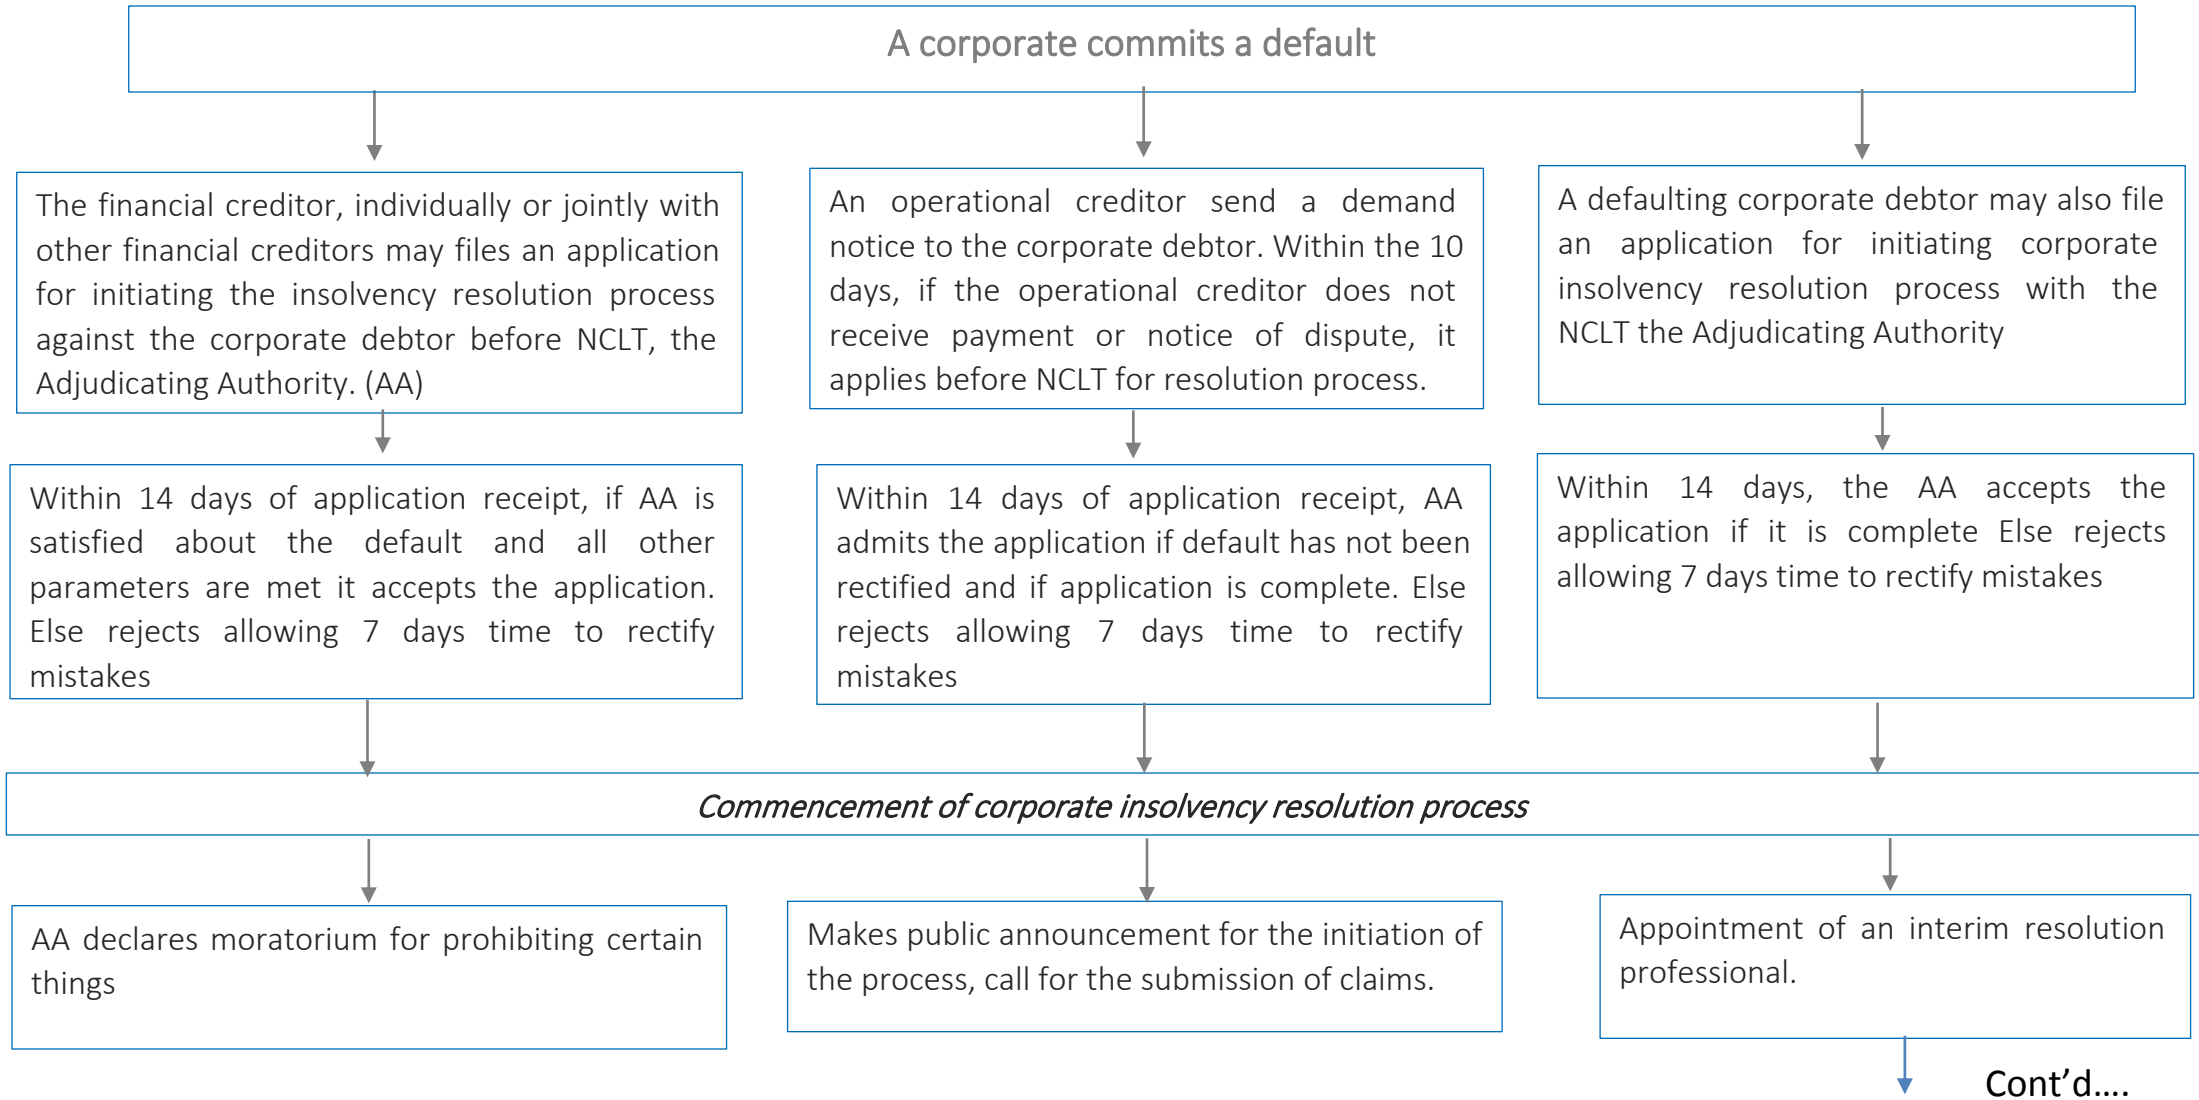 A corporate commits a default
The financial creditor, individually or jointly with
other financial creditors may files an application
for initiating the insolvency resolution process
against the corporate debtor before NCLT, the
Adjudicating Authority. (AA)
An operational creditor send a demand
notice to the corporate debtor. Within the 10
days, if the operational creditor does not
receive payment or notice of dispute, it
applies before NCLT for resolution process.
A defaulting corporate debtor may also file
an application for initiating corporate
insolvency resolution process with the
NCLT the Adjudicating Authority
Within 14 days of application receipt, if AA is
satisfied about the default and all other
parameters are met it accepts the application.
Else rejects allowing 7 days time to rectify
mistakes
Within 14 days of application receipt, AA
admits the application if default has not been
rectified and if application is complete. Else
rejects allowing 7 days time to rectify
mistakes
Within 14 days, the AA accepts the
application if it is complete Else rejects
allowing 7 days time to rectify mistakes
Commencement of corporate insolvency resolution process
AA declares moratorium for prohibiting certain
things
Makes public announcement for the initiation of
the process, call for the submission of claims.
Appointment of an interim resolution
professional.
Cont’d….